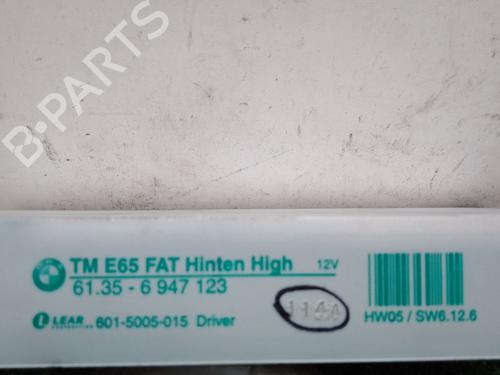 B-PARTS
TM E65 FAT Hinten High 12V
61.35 - 6 947 123
LEAR
CORPORATION
601-5005-015 Driver
HW05 / SW6.12.6